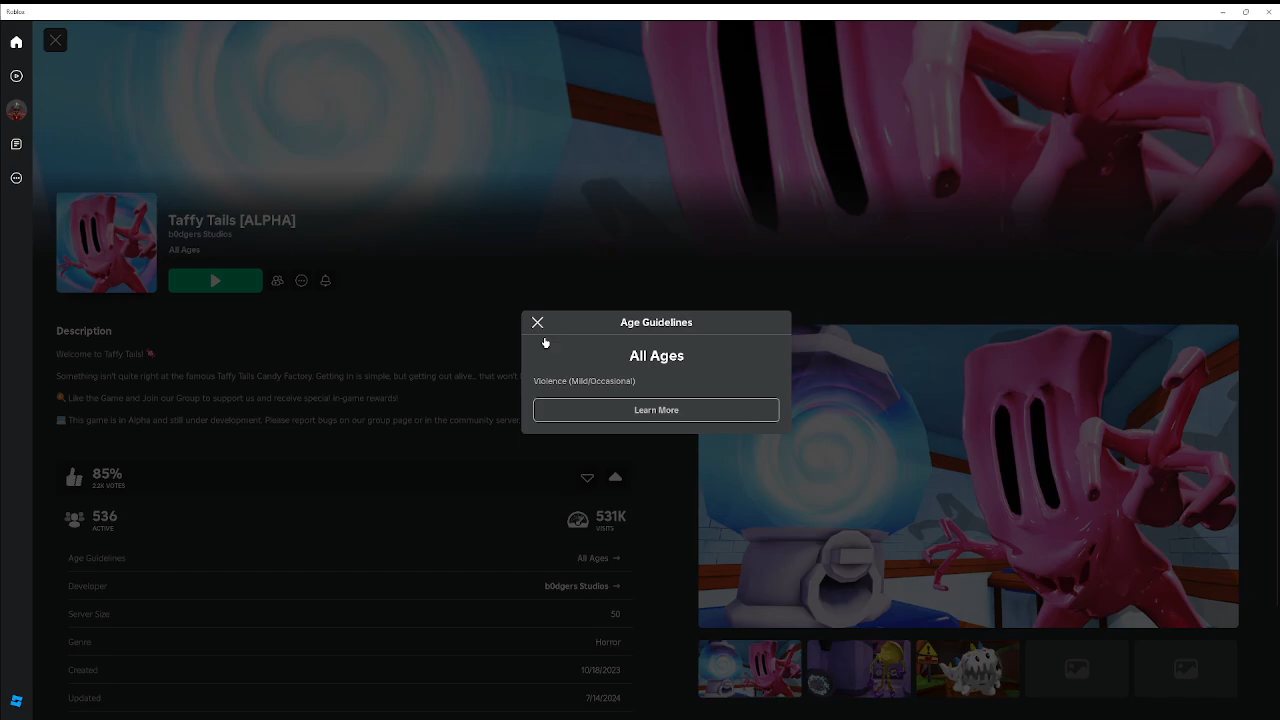 Roblox
Taffy Tails [ALPHA]
b0dgers Studios
All Ages
Description
Welcome to Taffy Tails! 🍬
Something isn't quite right at the famous Taffy Tails Candy Factory. Getting in is simple, but getting out alive... that won't
🍭 Like the Game and Join our Group to support us and receive special in-game rewards!
This game is in Alpha and still under development. Please report bugs on our group page or in the community server.
Age Guidelines
All Ages
Violence (Mild/Occasional)
Learn More
85%
2.2K VOTES
536
ACTIVE
531K
VISITS
Age Guidelines All Ages →
Developer b0dgers Studios →
Server Size 50
Genre Horror
Created 10/18/2023
Updated 7/14/2024